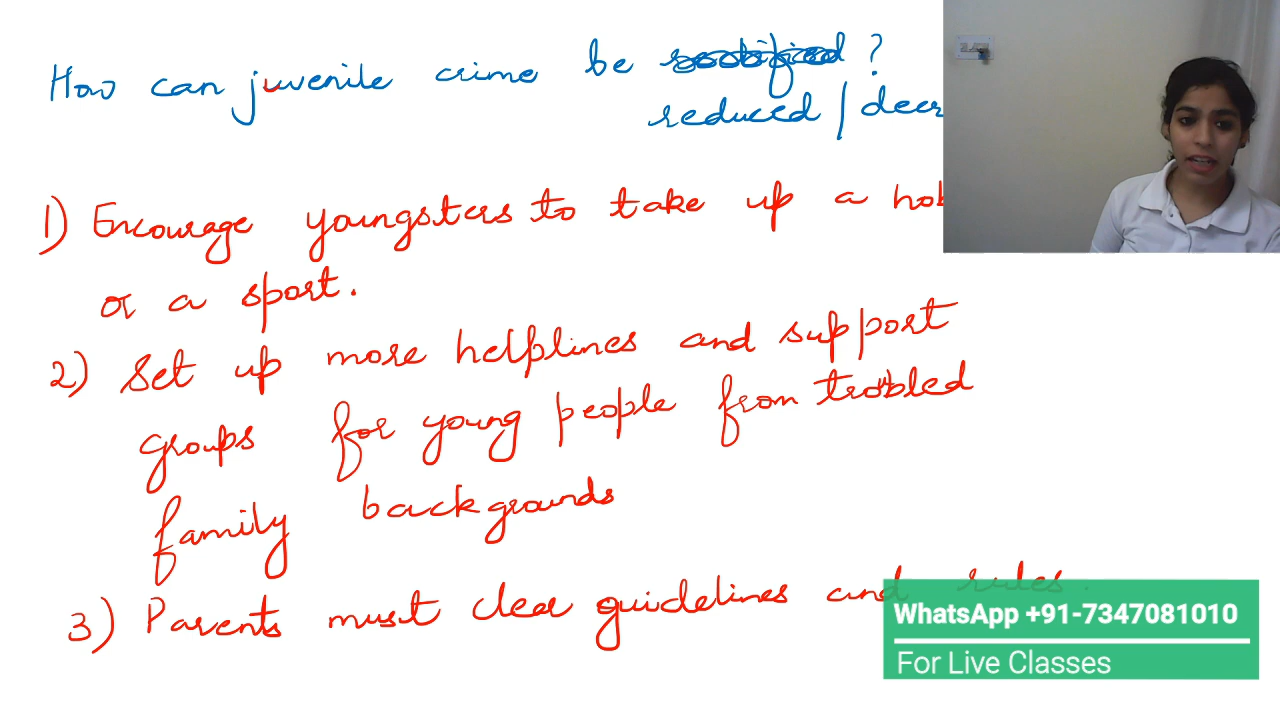 How can juvenile crime be ?
reduced / decr
1) Encourage youngsters to take up a hob
or a sport.
2) Set up more helplines and support
groups for young people from troubled
family backgrounds
3) Parents must clear guidelines and rules.
WhatsApp +91-7347081010
For Live Classes